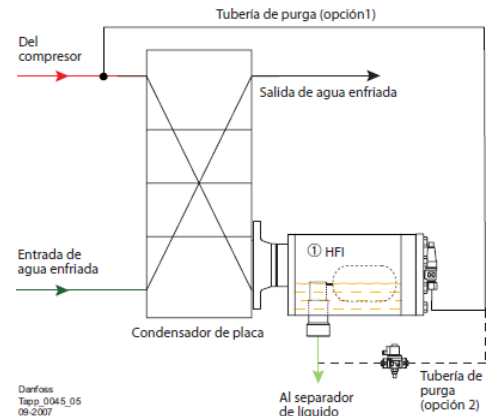 Tubería de purga (opción1)
Del
compresor
Salida de agua enfriada
① HFI
Entrada de
agua enfriada
Condensador de placa
Danfoss
Tapp_0045_05
09-2007
Al separador
de líquido
Tubería de
purga
(opción 2)